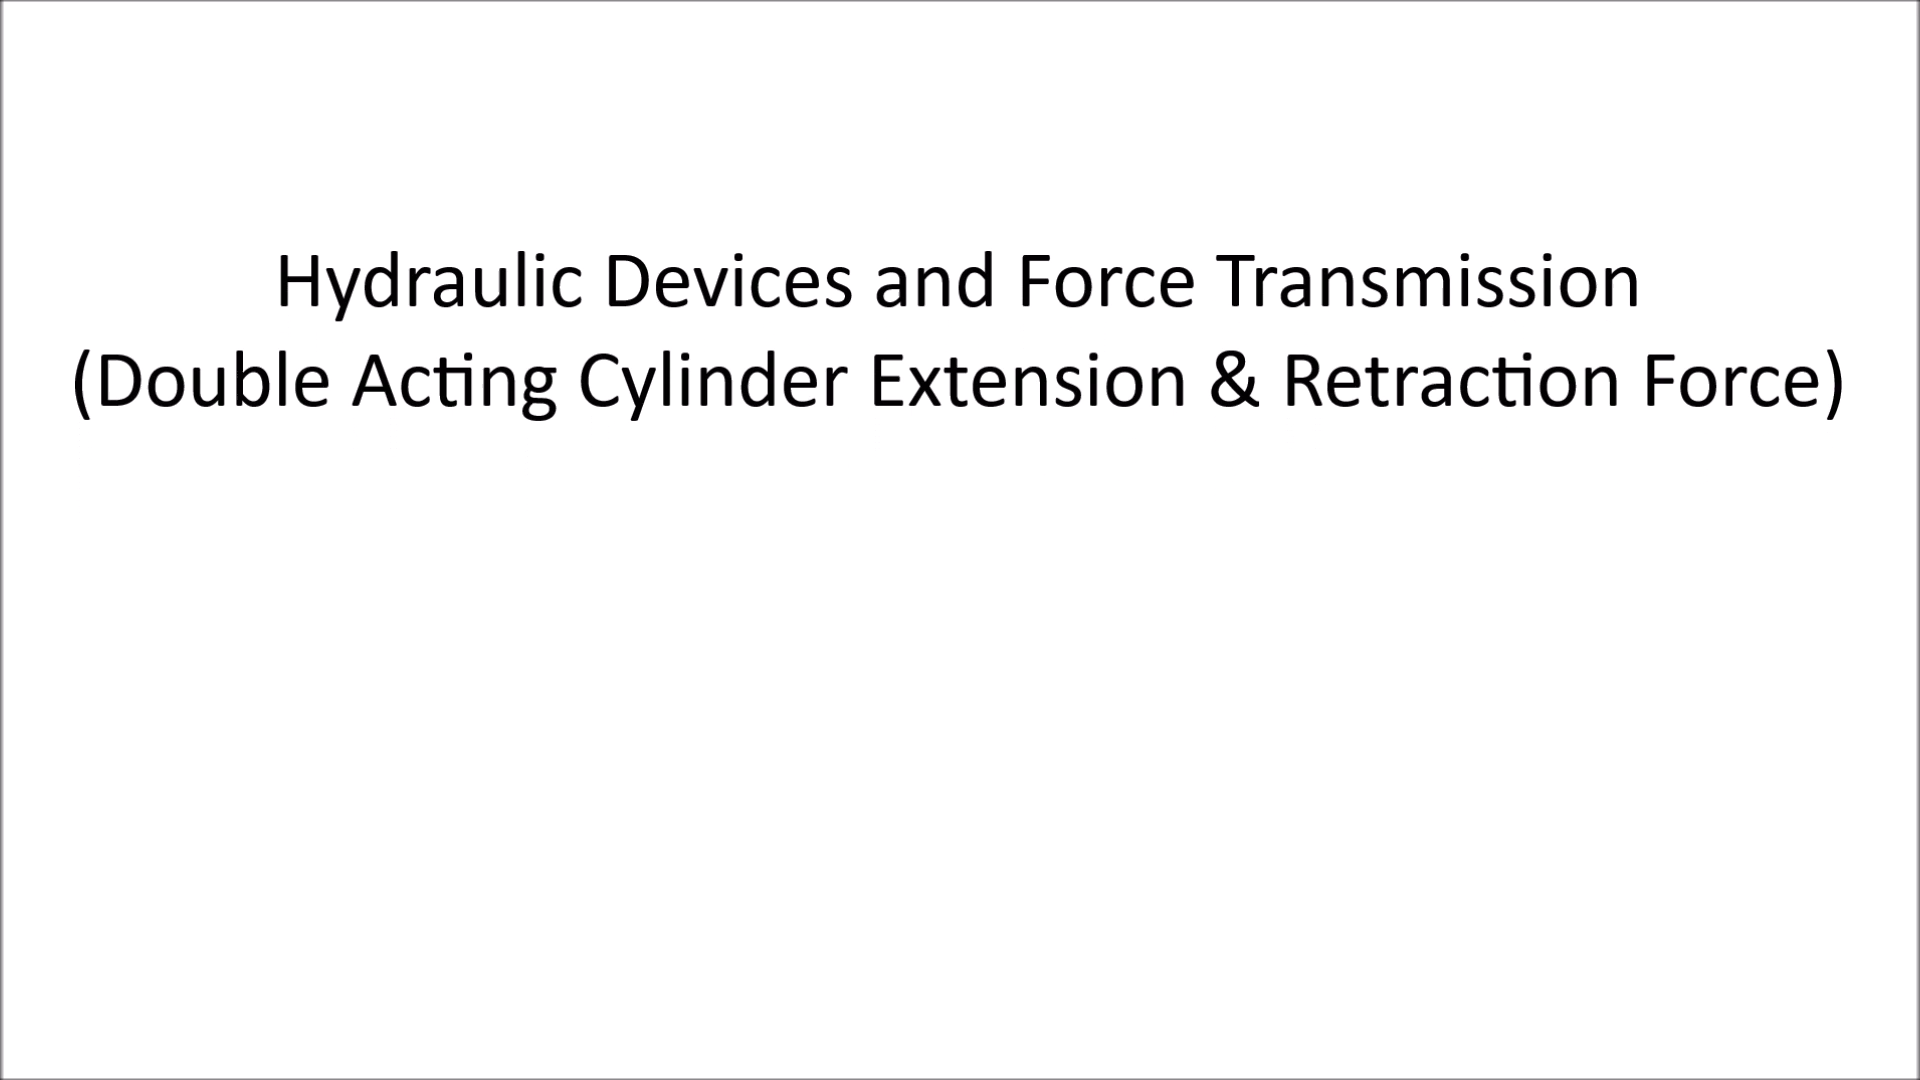 Hydraulic Devices and Force Transmission
(Double Acting Cylinder Extension & Retraction Force)